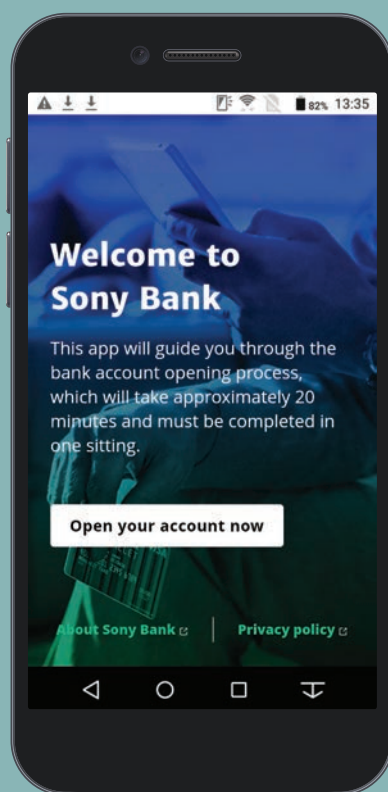 82% 13:35
Welcome to
Sony Bank
This app will guide you through the
bank account opening process,
which will take approximately 20
minutes and must be completed in
one sitting.
Open your account now
About Sony Bank
Privacy policy